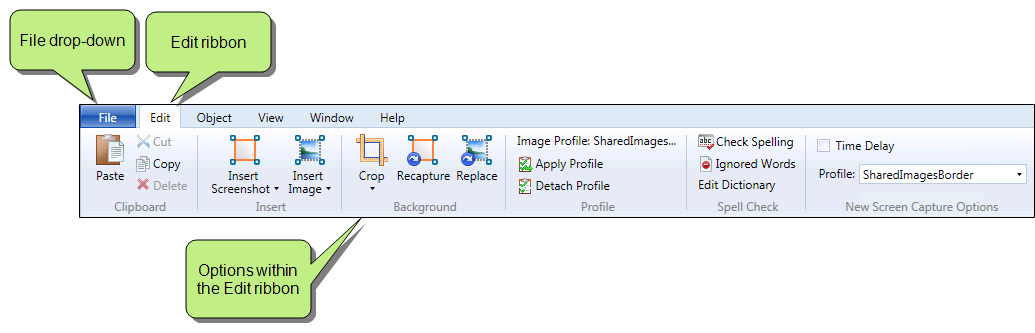 File drop-down
Edit ribbon
File Edit Object View Window Help
Paste
Cut
Copy
Delete
Clipboard
Insert
Screenshot
Insert
Image
Insert
Crop
Recapture
Replace
Background
Image Profile: SharedImages...
Apply Profile
Detach Profile
Profile
abc Check Spelling
Ignored Words
Edit Dictionary
Spell Check
Time Delay
Profile: SharedImagesBorder
New Screen Capture Options
Options within
the Edit ribbon